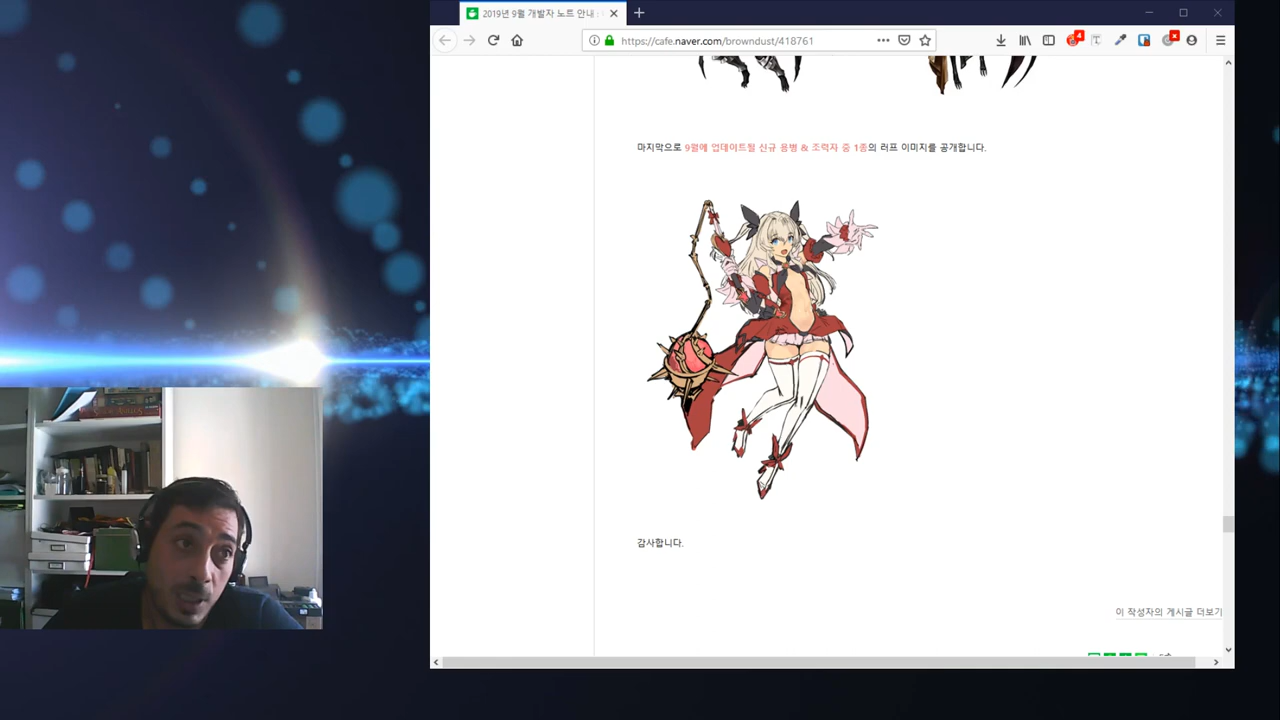 2019년 9월 개발자 노트 안내 :
https://cafe.naver.com/browndust/418761
4
마지막으로 9월에 업데이트될 신규 용병 & 조력자 중 1종의 러프 이미지를 공개합니다.
감사합니다.
이 작성자의 게시글 더보기